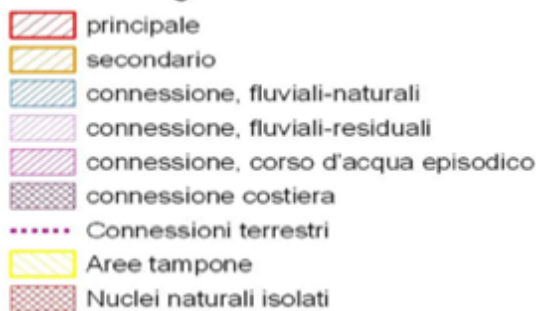 principale
secondario
connessione, fluviali-naturali
connessione, fluviali-residuali
connessione, corso d'acqua episodico
connessione costiera
Connessioni terrestri
Aree tampone
Nuclei naturali isolati